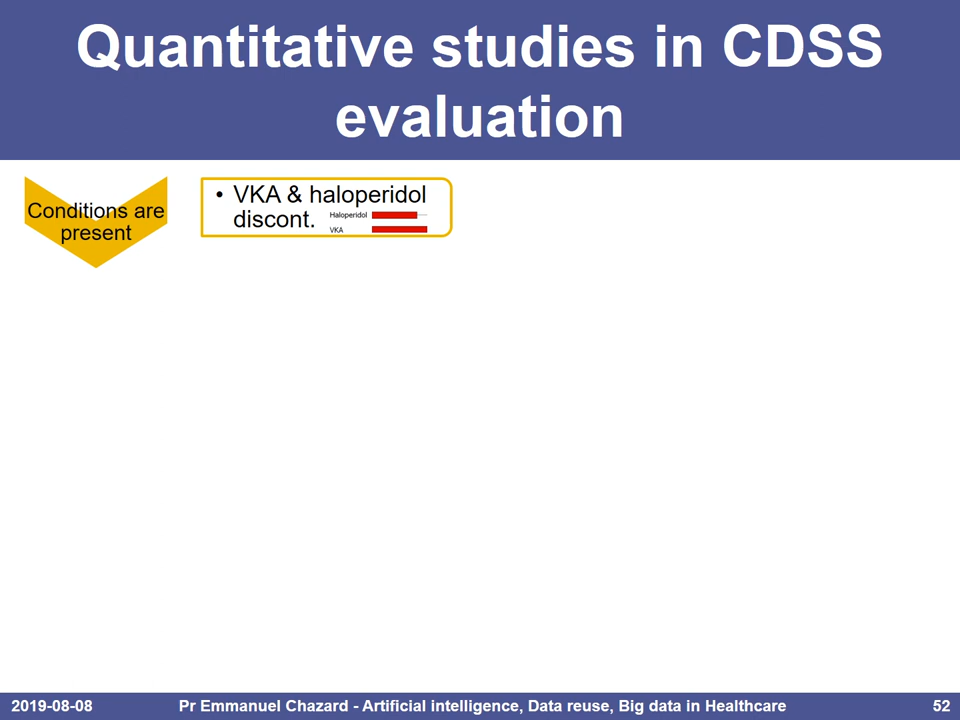 Quantitative studies in CDSS
evaluation
Conditions are
present
• VKA & haloperidol
discont.
Haloperidol
VKA
2019-08-08
Pr Emmanuel Chazard - Artificial intelligence, Data reuse, Big data in Healthcare
52